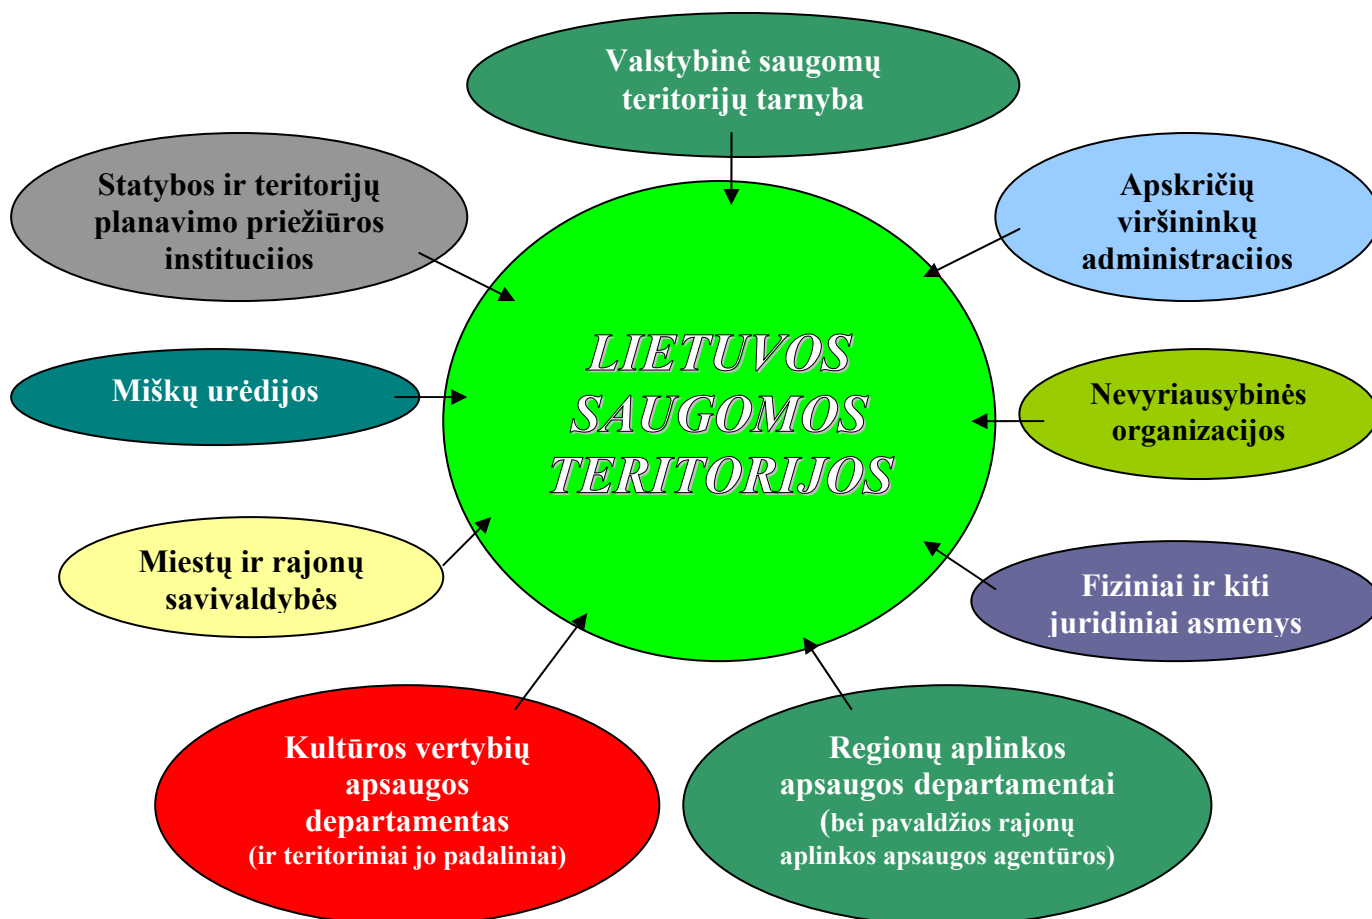 Valstybinė saugomų
teritorijų tarnyba
Statybos ir teritorijų
planavimo priežiūros
institucijos
Apskričių
viršininkų
administracijos
LIETUVOS
SAUGOMOS
TERITORIJOS
Miškų urėdijos
Nevyriausybinės
organizacijos
Miestų ir rajonų
savivaldybės
Fiziniai ir kiti
juridiniai asmenys
Kultūros vertybių
apsaugos
departamentas
(ir teritoriniai jo padaliniai)
Regionų aplinkos
apsaugos departamentai
(bei pavaldžios rajonų
aplinkos apsaugos agentūros)